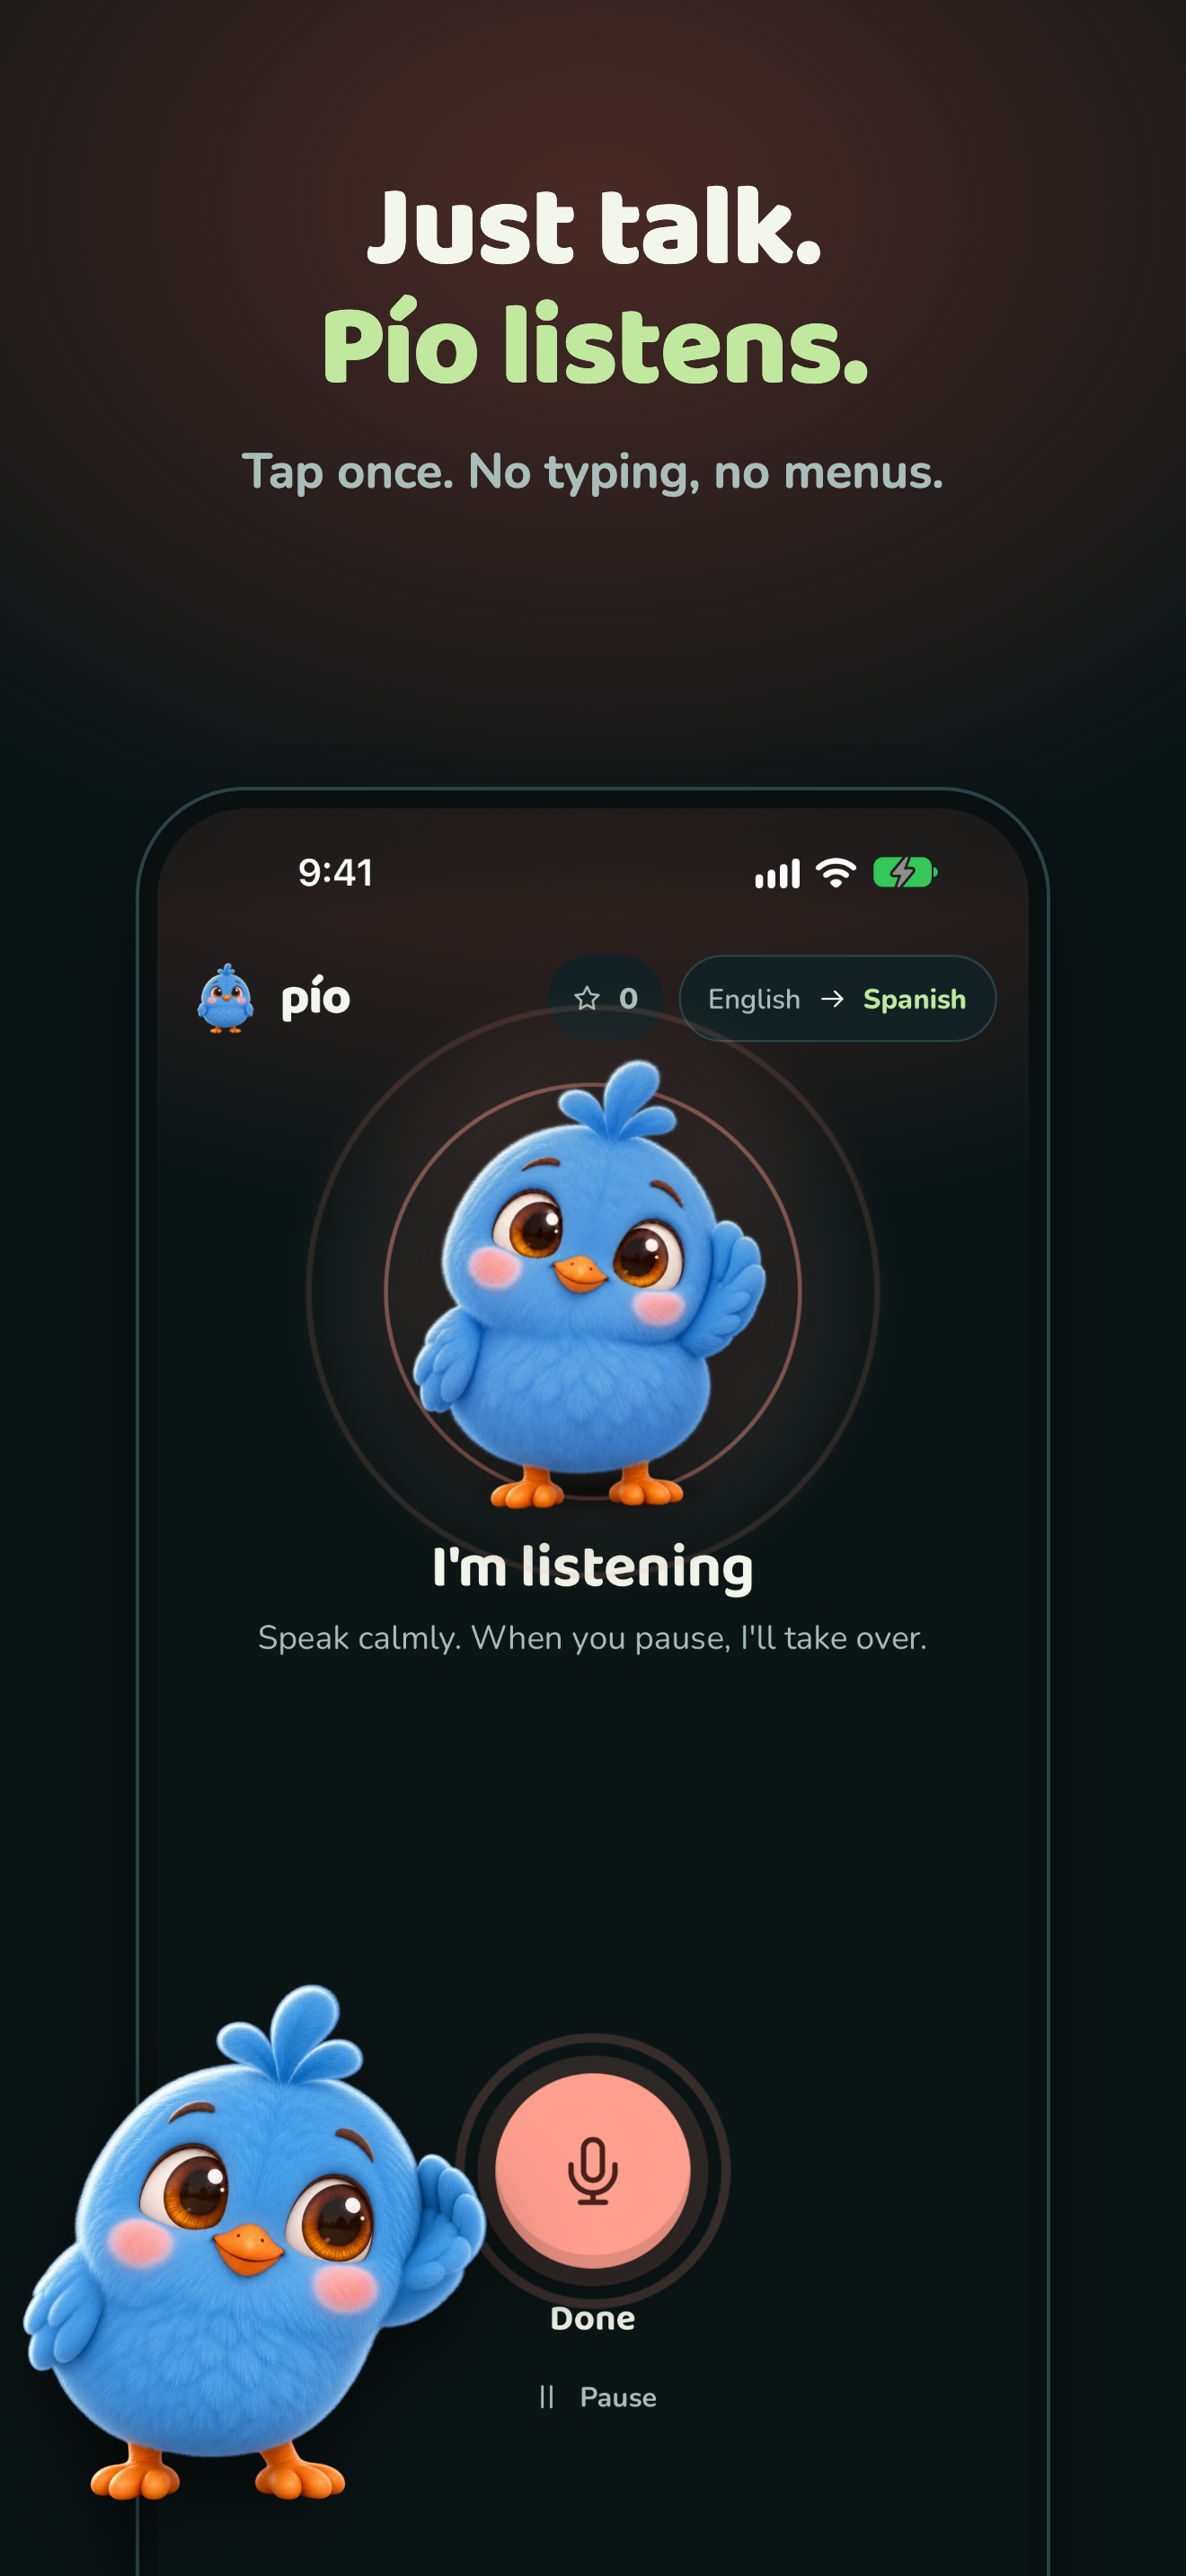 Just talk.
Pío listens.
Tap once. No typing, no menus.
9:41
pío
0
English → Spanish
I'm listening
Speak calmly. When you pause, I'll take over.
Done
Pause